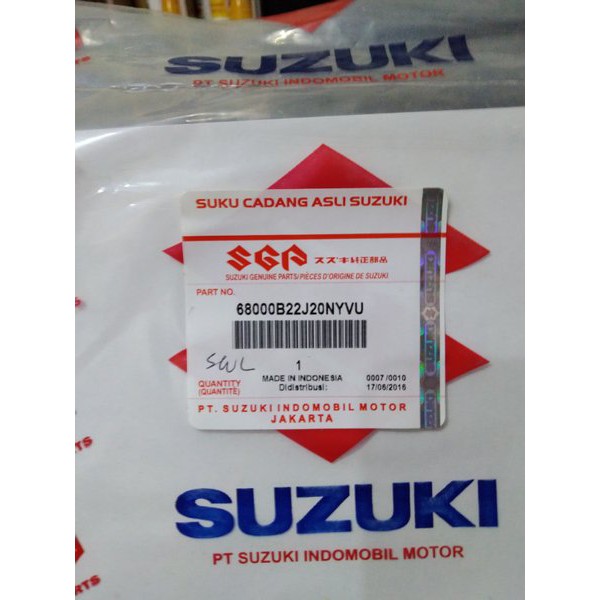 SUZUKI
PT SUZUKI INDOMOBIL MOTOR
SUKU CADANG ASLI SUZUKI
SGP スズキ純正部品
SUZUKI GENUINE PARTS/PIÈCES D'ORIGINE DE SUZUKI
PART NO.
68000B22J20NYVU
SWL
1
MADE IN INDONESIA 0007 /0010
QUANTITY Didistribusi: 17/06/2016
(QUANTITÉ)
PT. SUZUKI INDOMOBIL MOTOR
JAKARTA
SUZUKI
PT SUZUKI INDOMOBIL MOTOR
RTS
RTS